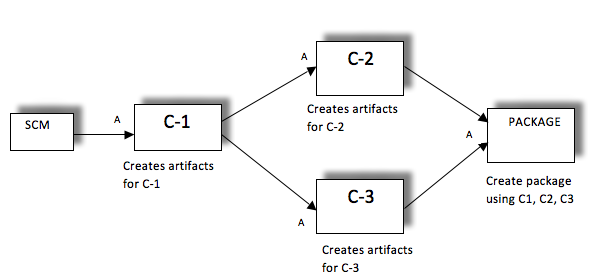 SCM
A
C-1
Creates artifacts
for C-1
A
C-2
Creates artifacts
for C-2
A
C-3
Creates artifacts
for C-3
A
PACKAGE
Create package
using C1, C2, C3